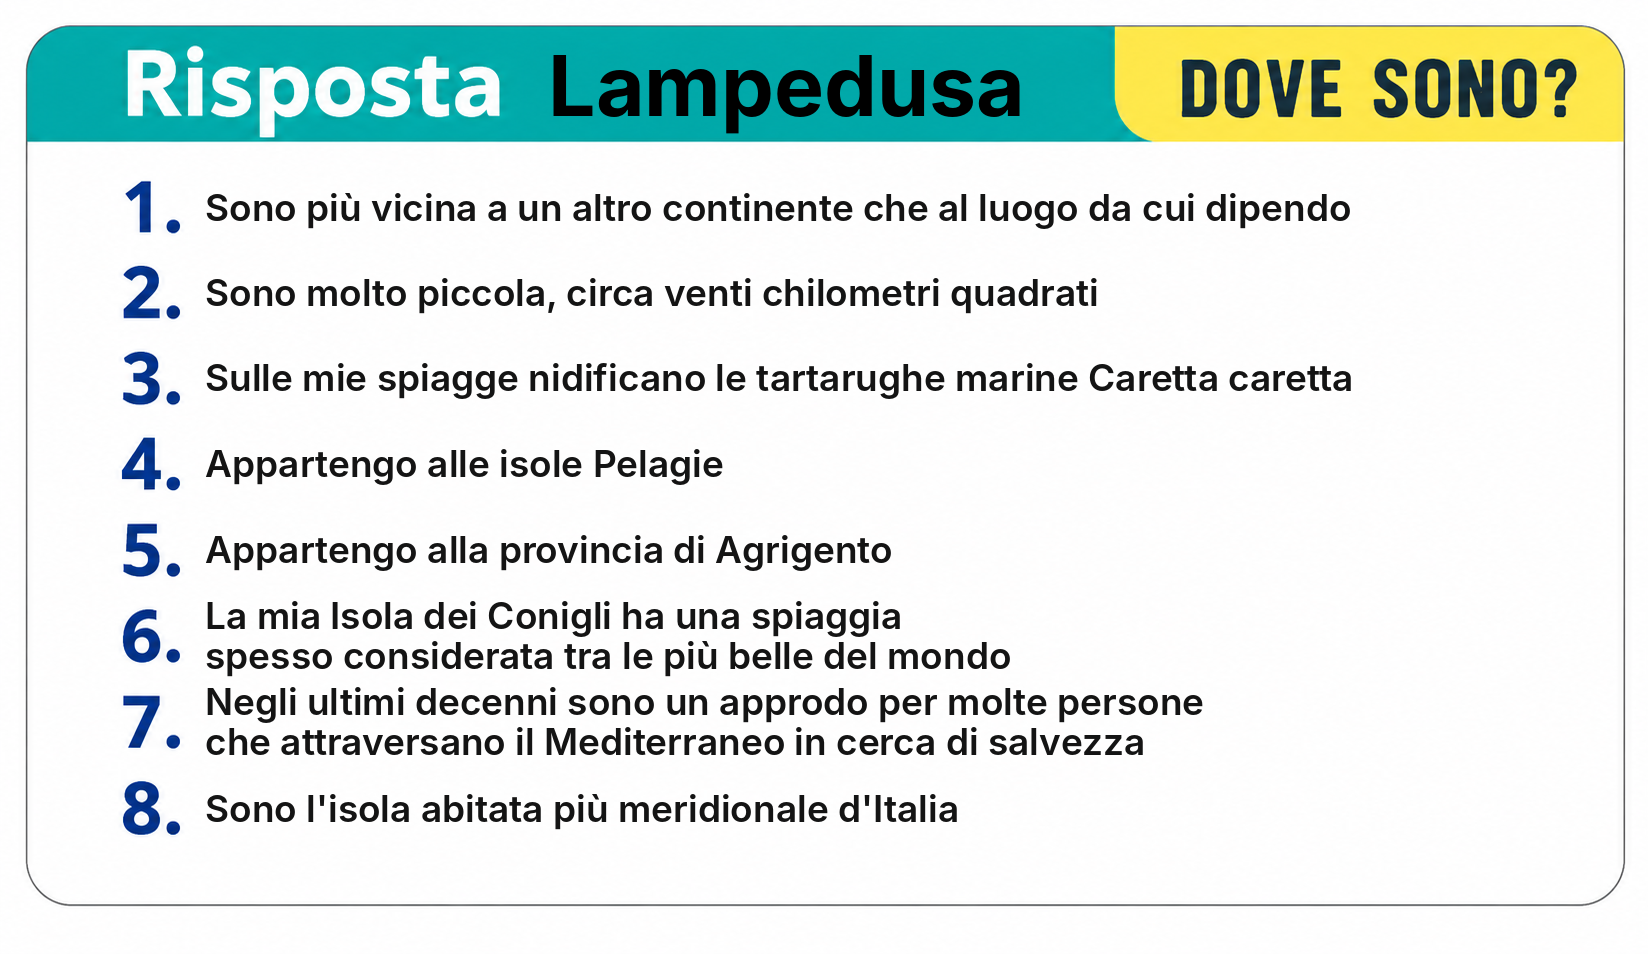 Risposta Lampedusa
DOVE SONO?
1. Sono più vicina a un altro continente che al luogo da cui dipendo
2. Sono molto piccola, circa venti chilometri quadrati
3. Sulle mie spiagge nidificano le tartarughe marine Caretta caretta
4. Appartengo alle isole Pelagie
5. Appartengo alla provincia di Agrigento
6. La mia Isola dei Conigli ha una spiaggia
spesso considerata tra le più belle del mondo
7. Negli ultimi decenni sono un approdo per molte persone
che attraversano il Mediterraneo in cerca di salvezza
8. Sono l'isola abitata più meridionale d'Italia